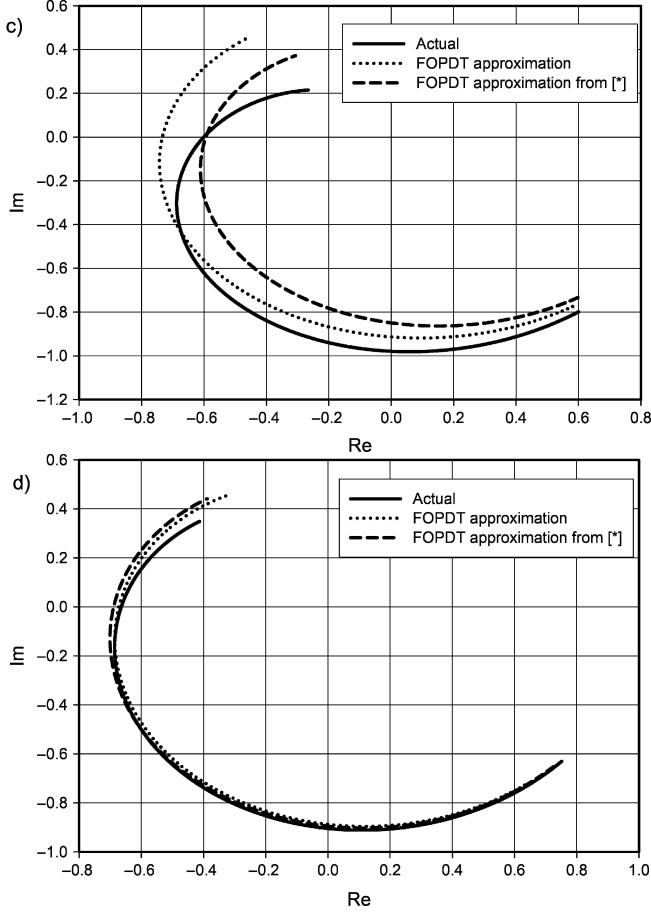 c)
0.6
0.4
0.2
0.0
−0.2
−0.4
−0.6
−0.8
−1.0
−1.2
Im
Actual
FOPDT approximation
FOPDT approximation from [*]
−1.0 −0.8 −0.6 −0.4 −0.2 0.0 0.2 0.4 0.6 0.8
Re
d)
0.6
0.4
0.2
0.0
−0.2
−0.4
−0.6
−0.8
−1.0
Im
Actual
FOPDT approximation
FOPDT approximation from [*]
−0.8 −0.6 −0.4 −0.2 0.0 0.2 0.4 0.6 0.8 1.0
Re